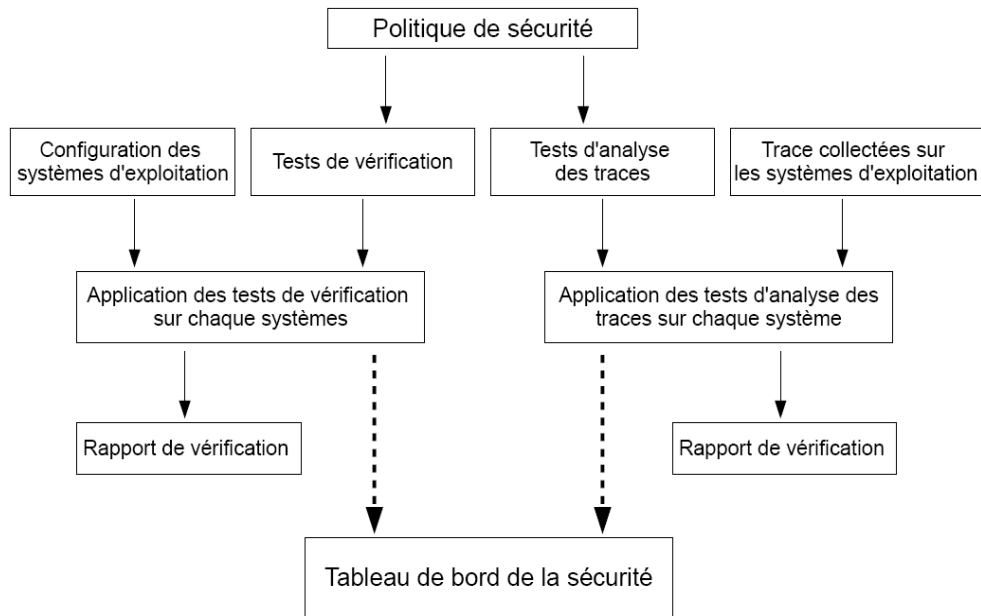 Politique de sécurité
Configuration des
systèmes d'exploitation
Tests de vérification
Tests d'analyse
des traces
Trace collectées sur
les systèmes d'exploitation
Application des tests de vérification
sur chaque systèmes
Application des tests d'analyse des
traces sur chaque système
Rapport de vérification
Rapport de vérification
Tableau de bord de la sécurité